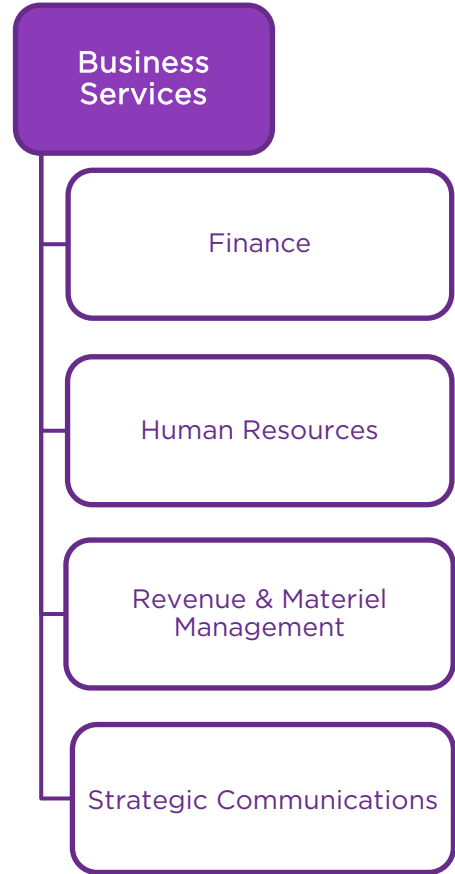 Business
Services
Finance
Human Resources
Revenue & Materiel
Management
Strategic Communications